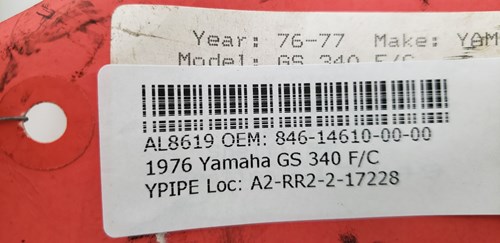 Year: 76-77 Make: YAM
Model: GS 340 F/C
AL8619 OEM: 846-14610-00-00
1976 Yamaha GS 340 F/C
YPIPE Loc: A2-RR2-2-17228